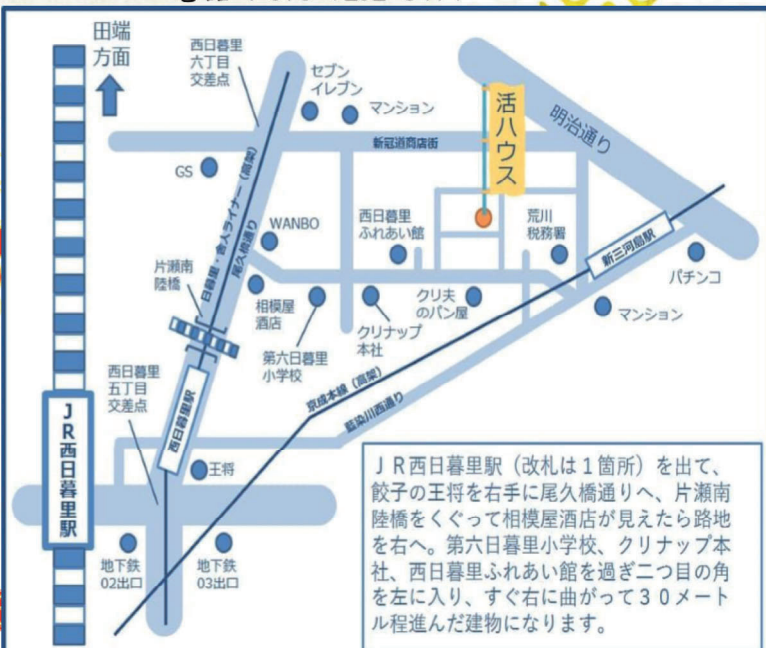 田端
方面
西日暮里
六丁目
交差点
セブン
イレブン
マンション
活ハウス
明治通り
新冠道商店街
GS
日暮里・舎人ライナー(高架)
尾久橋通り
WANBO
西日暮里
ふれあい館
荒川
税務署
新三河島駅
パチンコ
片瀬南
陸橋
相模屋
酒店
第六日暮里
小学校
クリナップ
本社
クリ夫
のパン屋
マンション
西日暮里
五丁目
交差点
西日暮里駅
京成本線(高架)
藍染川西通り
JR西日暮里駅
王将
地下鉄
02出口
地下鉄
03出口
JR西日暮里駅(改札は1箇所)を出て、
餃子の王将を右手に尾久橋通りへ、片瀬南
陸橋をくぐって相模屋酒店が見えたら路地
を右へ。第六日暮里小学校、クリナップ本
社、西日暮里ふれあい館を過ぎ二つ目の角
を左に入り、すぐ右に曲がって30メート
ル程進んだ建物になります。